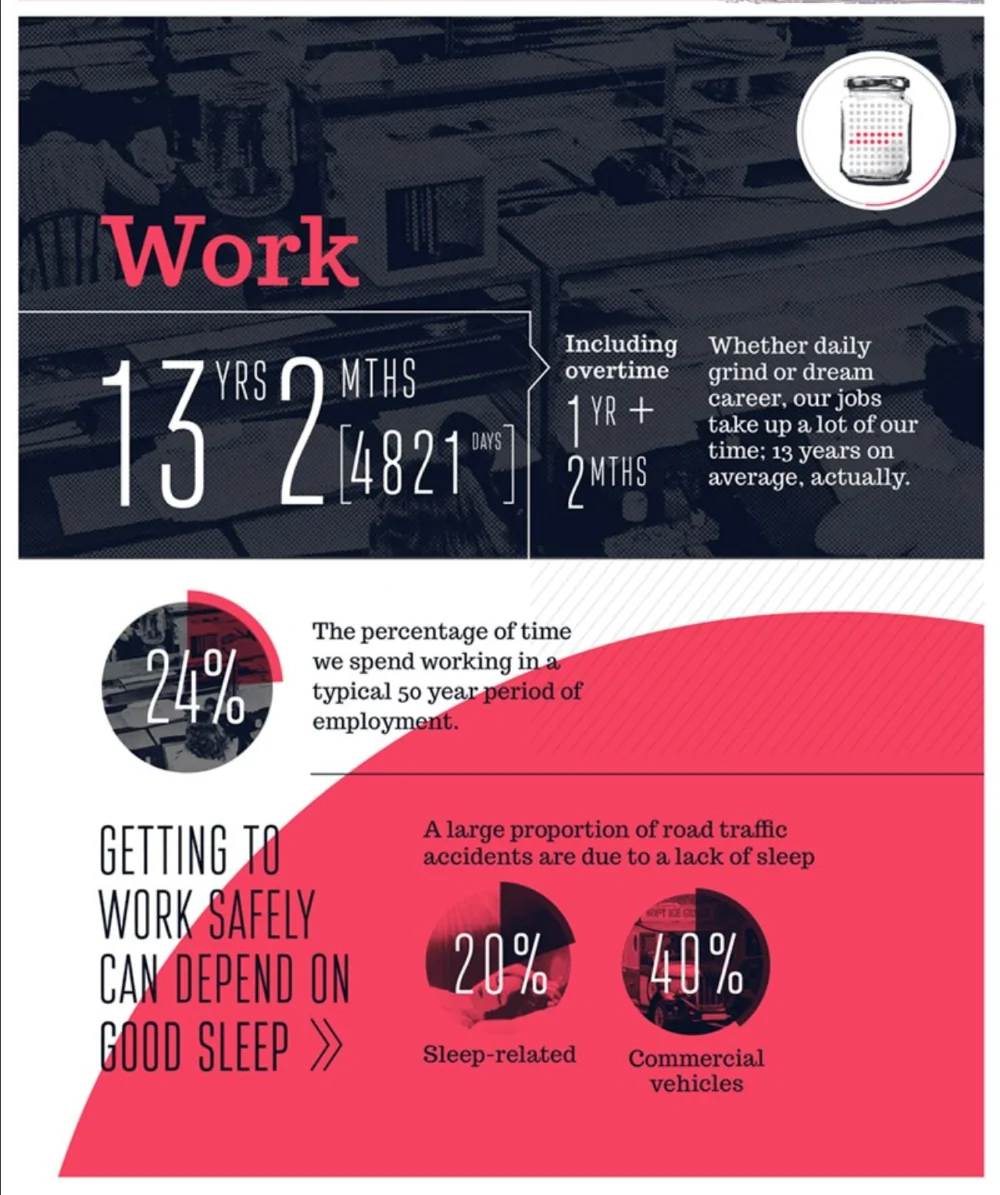 Work
13 YRS 2 MTHS
[4821 DAYS]
Including
overtime
1 YR +
2 MTHS
Whether daily
grind or dream
career, our jobs
take up a lot of our
time; 13 years on
average, actually.
24%
The percentage of time
we spend working in a
typical 50 year period of
employment.
GETTING TO
WORK SAFELY
CAN DEPEND ON
GOOD SLEEP »
A large proportion of road traffic
accidents are due to a lack of sleep
20%
Sleep-related
40%
Commercial
vehicles